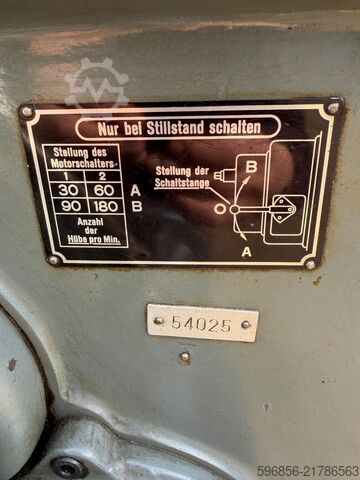 Nur bei Stillstand schalten
Stellung des
Motorschalters
1 2
30 60 A
90 180 B
Anzahl
der
Hübe pro Min.
Stellung der
Schaltstange
B
O
A
54025
596856-21786563